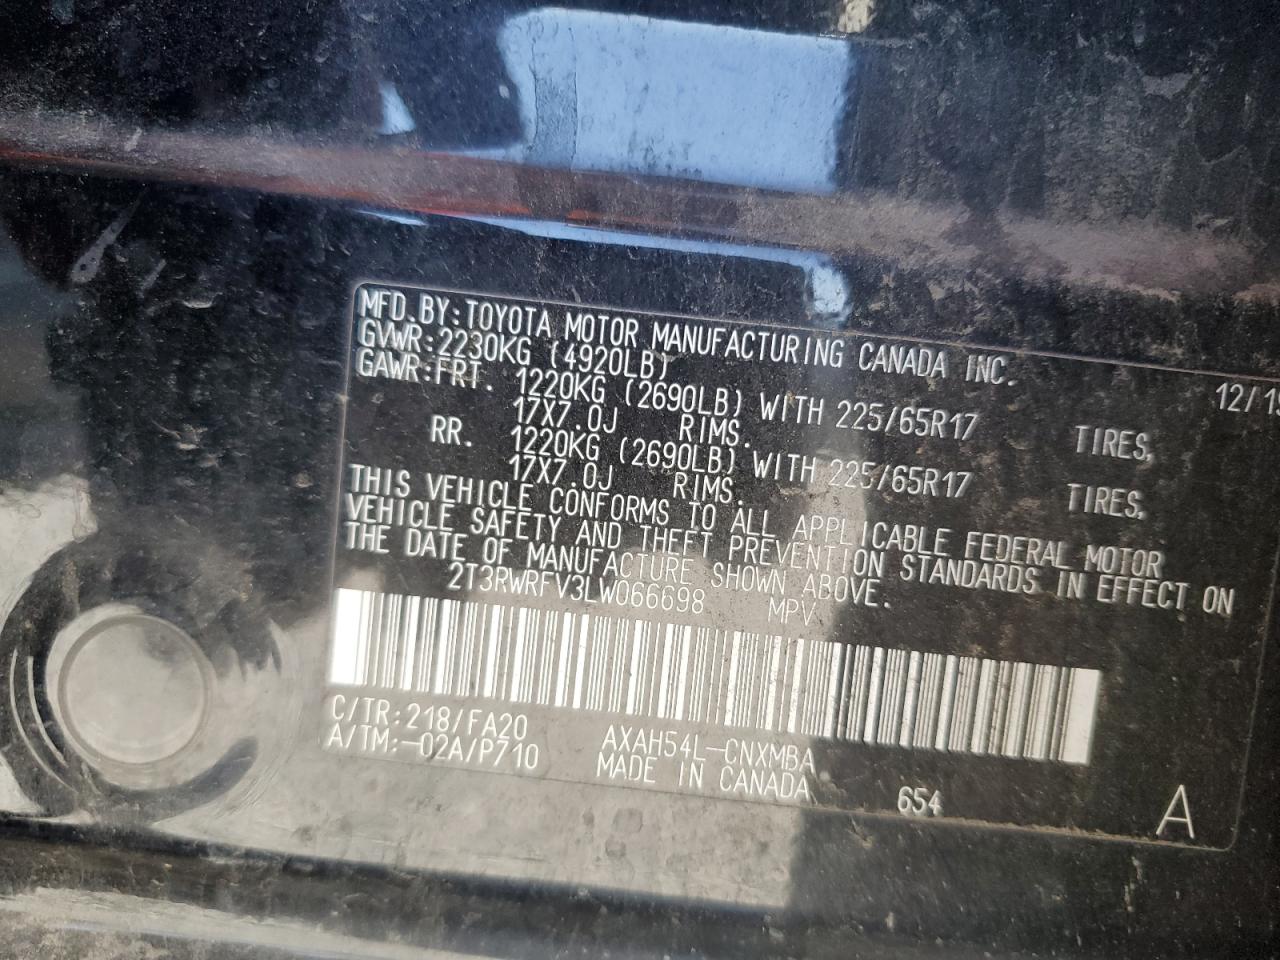 MFD.BY:TOYOTA MOTOR MANUFACTURING CANADA INC.
GVWR:2230KG (4920LB) 12/19
GAWR:FRT. 1220KG (2690LB) WITH 225/65R17 TIRES,
17X7.0J RIMS.
RR. 1220KG (2690LB) WITH 225/65R17 TIRES,
17X7.0J RIMS.
THIS VEHICLE CONFORMS TO ALL APPLICABLE FEDERAL MOTOR
VEHICLE SAFETY AND THEFT PREVENTION STANDARDS IN EFFECT ON
THE DATE OF MANUFACTURE SHOWN ABOVE.
2T3RWRFV3LW066698 MPV
C/TR:218/FA20 AXAH54L-CNXMBA
A/TM:-02A/P710 MADE IN CANADA
654
A